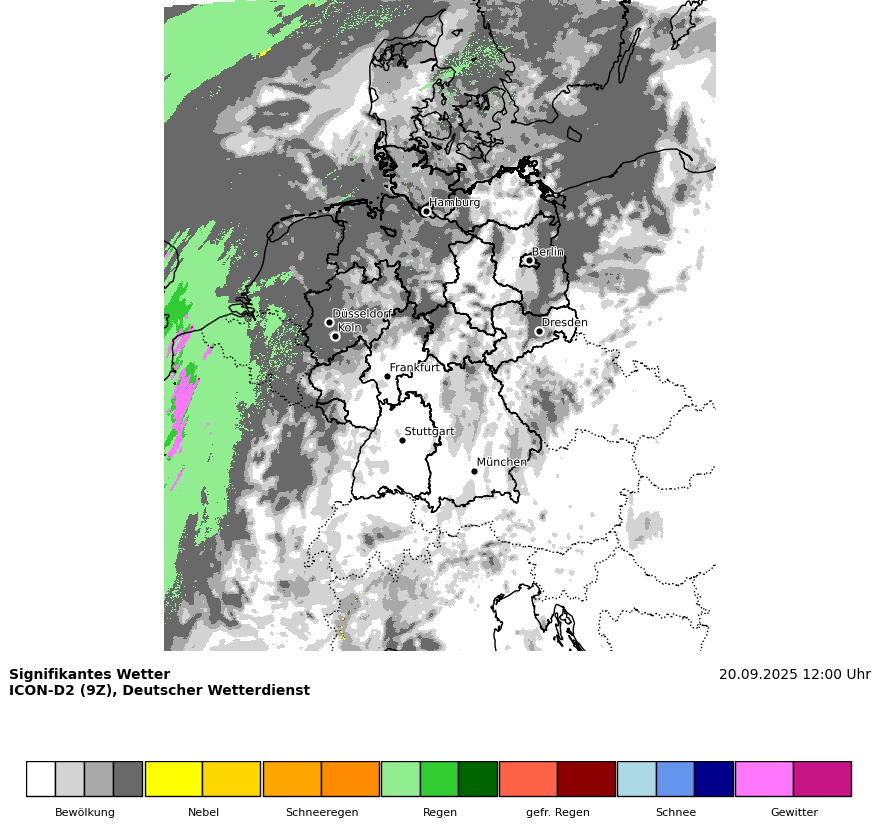 Hamburg
Berlin
Düsseldorf
Köln
Dresden
Frankfurt
Stuttgart
München
Signifikantes Wetter
20.09.2025 12:00 Uhr
ICON-D2 (9Z), Deutscher Wetterdienst
Bewölkung Nebel Schneeregen Regen gefr. Regen Schnee Gewitter